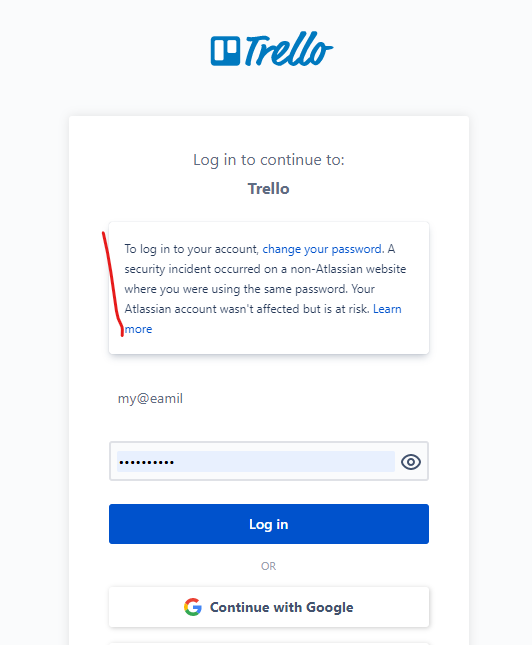 Trello
Log in to continue to:
Trello
To log in to your account, change your password. A
security incident occurred on a non-Atlassian website
where you were using the same password. Your
Atlassian account wasn't affected but is at risk. Learn
more
my@eamil
••••••••••
Log in
OR
Continue with Google